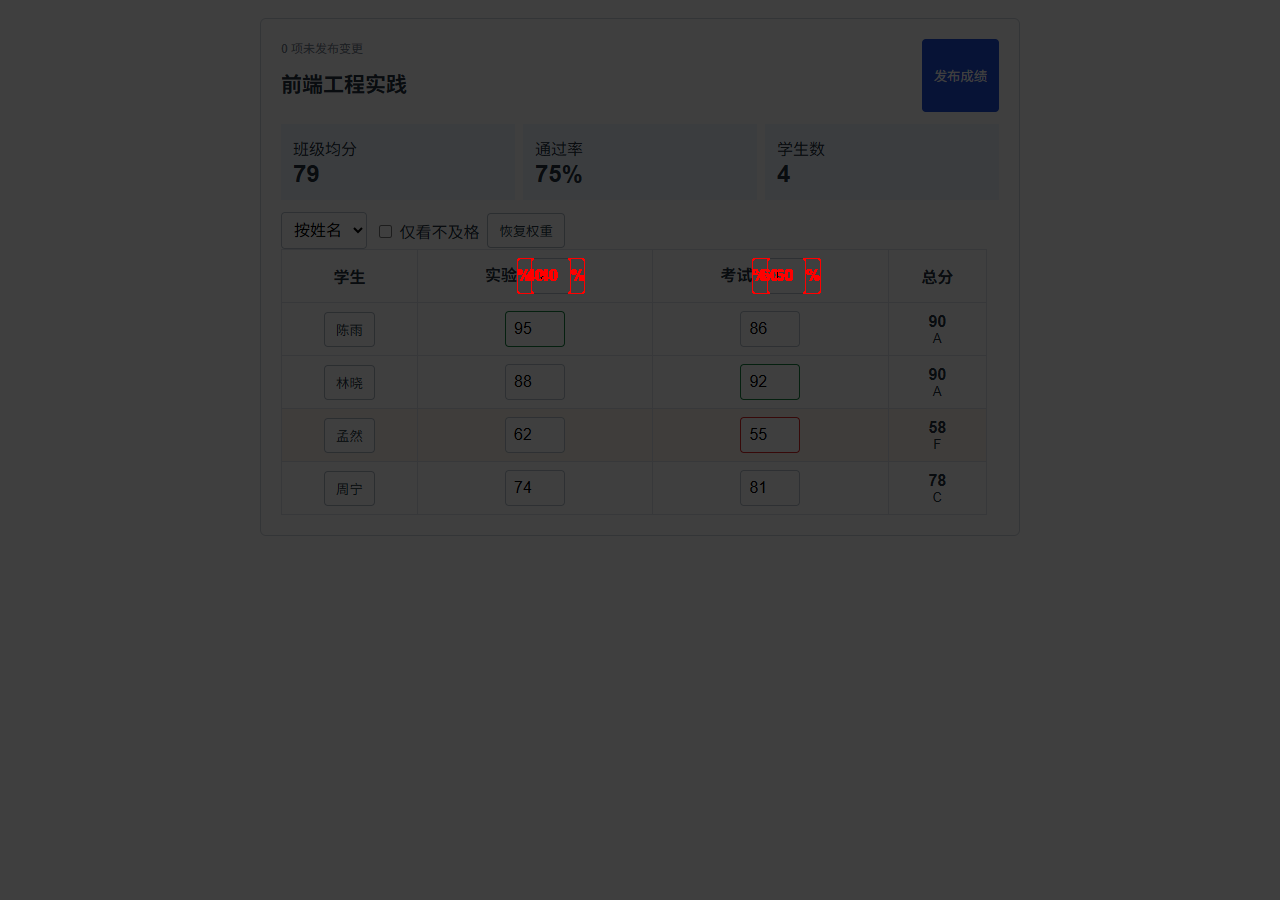 0 项未发布变更
前端工程实践
发布成绩
班级均分
79
通过率
75%
学生数
4
按姓名
仅看不及格
恢复权重
学生
实验
考试
总分
陈雨
95
86
90
A
林晓
88
92
90
A
孟然
62
55
58
F
周宁
74
81
78
C